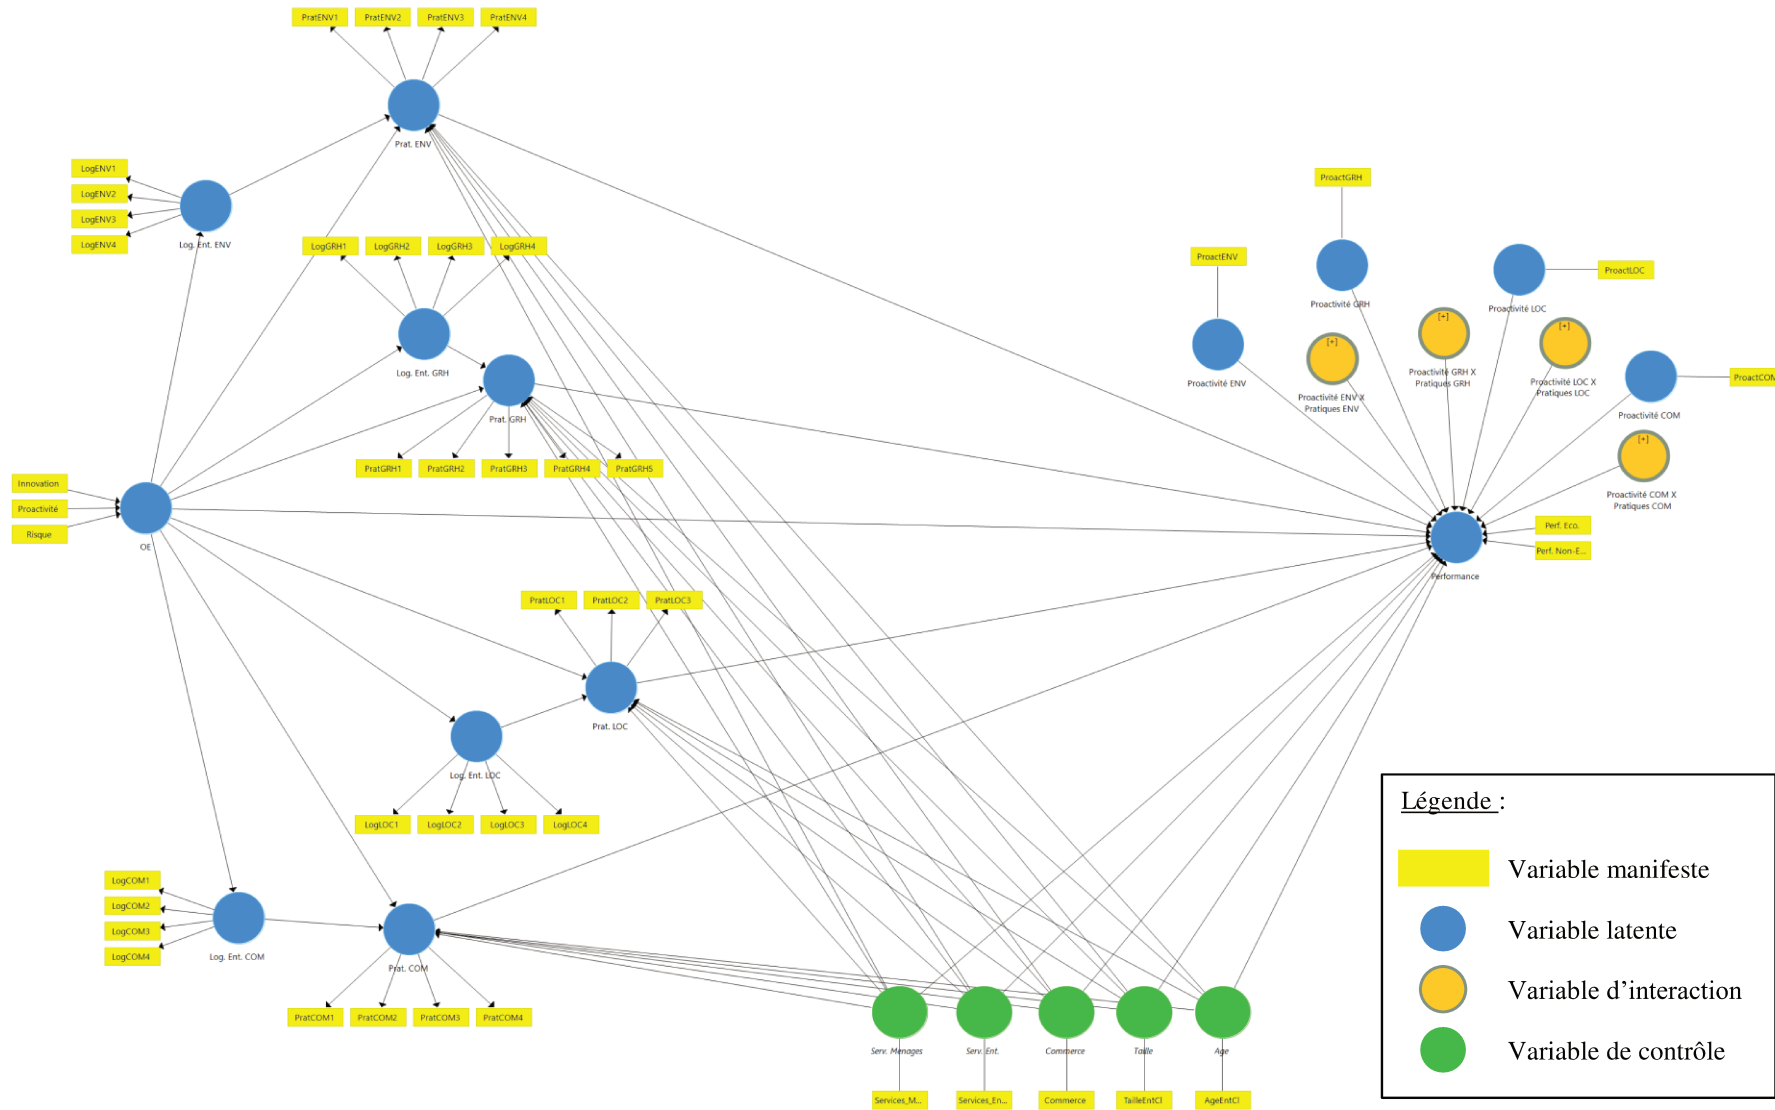 PratENV1
PratENV2
PratENV3
PratENV4
Prat. ENV
LogENV1
LogENV2
LogENV3
LogENV4
Log. Ent. ENV
LogGRH1
LogGRH2
LogGRH3
LogGRH4
Log. Ent. GRH
Prat. GRH
PratGRH1
PratGRH2
PratGRH3
PratGRH4
PratGRH5
Innovation
Proactivité
Risque
OE
PratLOC1
PratLOC2
PratLOC3
Prat. LOC
Log. Ent. LOC
LogLOC1
LogLOC2
LogLOC3
LogLOC4
LogCOM1
LogCOM2
LogCOM3
LogCOM4
Log. Ent. COM
Prat. COM
PratCOM1
PratCOM2
PratCOM3
PratCOM4
ProactGRH
ProactENV
ProactLOC
ProactCOM
Proactivité GRH
Proactivité LOC
Proactivité ENV
Proactivité COM
[+]
Proactivité ENV X
Pratiques ENV
[+]
Proactivité GRH X
Pratiques GRH
[+]
Proactivité LOC X
Pratiques LOC
[+]
Proactivité COM X
Pratiques COM
Perf. Eco.
Perf. Non-E...
Performance
Serv. Ménages
Serv. Ent.
Commerce
Taille
Age
Services_M...
Services_En...
Commerce
TailleEntCl
AgeEntCl
Légende :
Variable manifeste
Variable latente
Variable d’interaction
Variable de contrôle